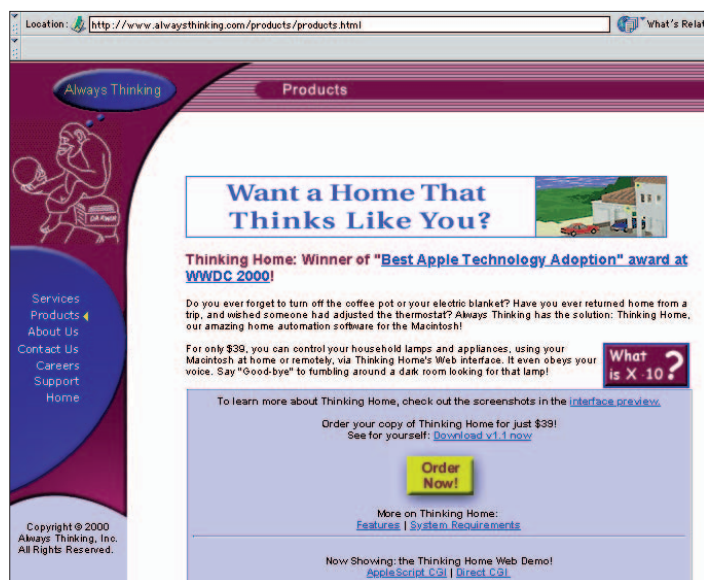 Location: http://www.alwaysthinking.com/products/products.html
What's Relat
Always Thinking
Products
DARWIN
Want a Home That
Thinks Like You?
Thinking Home: Winner of "Best Apple Technology Adoption" award at
WWDC 2000!
Do you ever forget to turn off the coffee pot or your electric blanket? Have you ever returned home from a
trip, and wished someone had adjusted the thermostat? Always Thinking has the solution: Thinking Home,
our amazing home automation software for the Macintosh!
For only $39, you can control your household lamps and appliances, using your
Macintosh at home or remotely, via Thinking Home's Web interface. It even obeys your
voice. Say "Good-bye" to fumbling around a dark room looking for that lamp!
What
is X-10?
Services
Products
About Us
Contact Us
Careers
Support
Home
To learn more about Thinking Home, check out the screenshots in the interface preview.
Order your copy of Thinking Home for just $39!
See for yourself: Download v1.1 now
Order
Now!
More on Thinking Home:
Features | System Requirements
Now Showing: the Thinking Home Web Demo!
AppleScript CGI | Direct CGI
Copyright © 2000
Always Thinking, Inc.
All Rights Reserved.